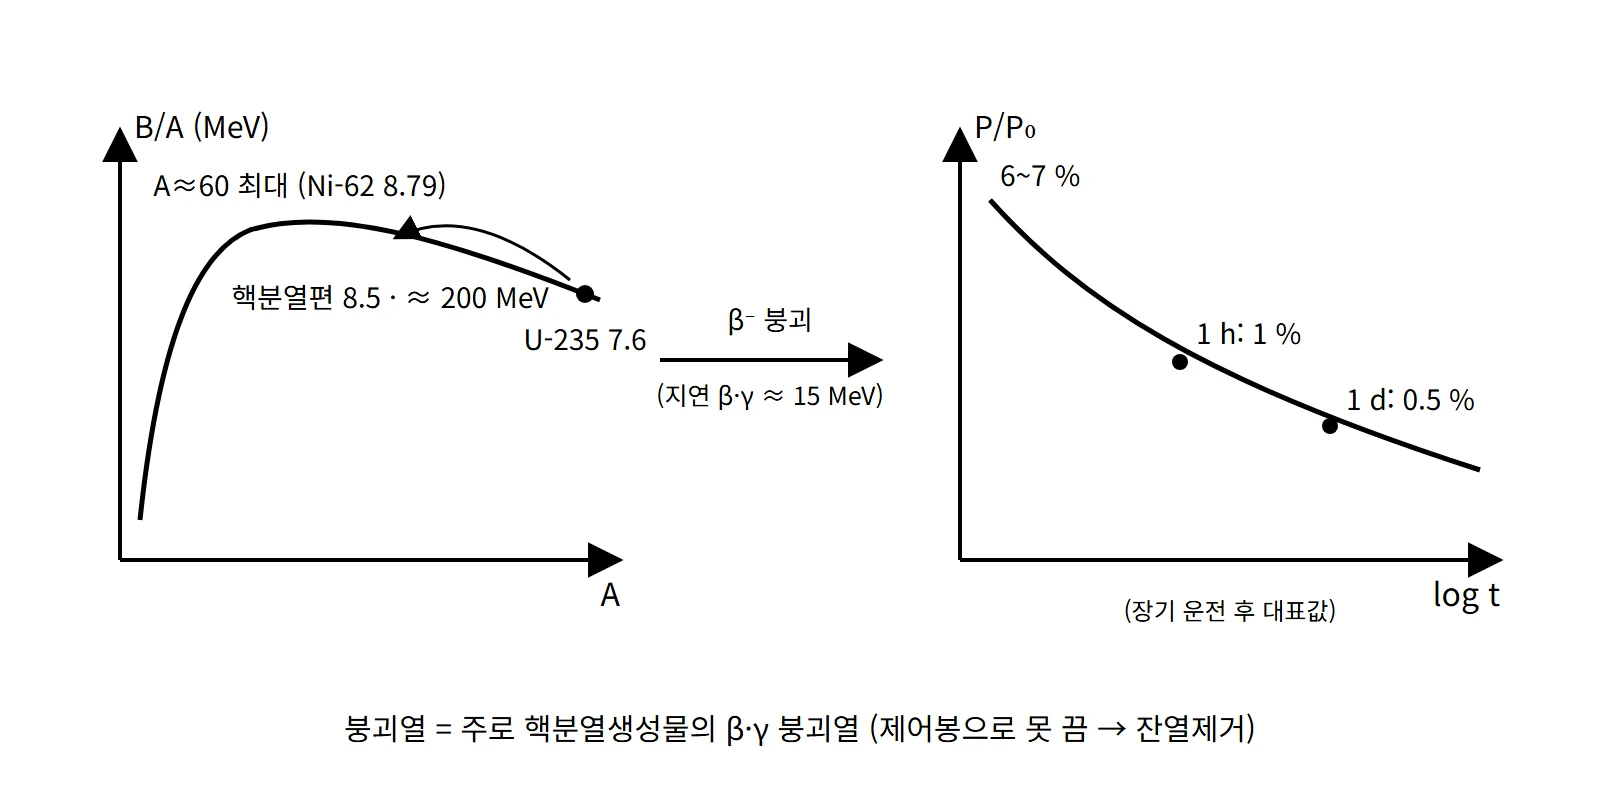 B/A (MeV)
A≈60 최대 (Ni-62 8.79)
핵분열편 8.5 · ≈ 200 MeV
U-235 7.6
A
β⁻ 붕괴
(지연 β·γ ≈ 15 MeV)
P/P₀
6~7 %
1 h: 1 %
1 d: 0.5 %
log t
(장기 운전 후 대표값)
붕괴열 = 주로 핵분열생성물의 β·γ 붕괴열 (제어봉으로 못 끔 → 잔열제거)